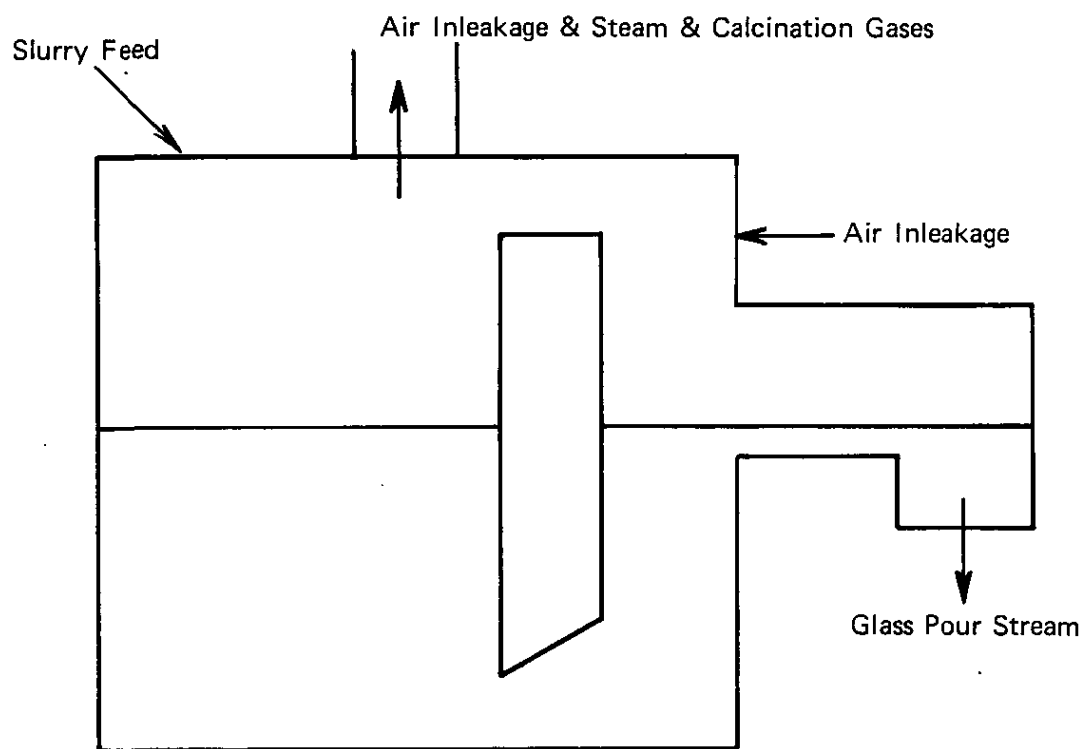 Air Inleakage & Steam & Calcination Gases
Slurry Feed
Air Inleakage
Glass Pour Stream